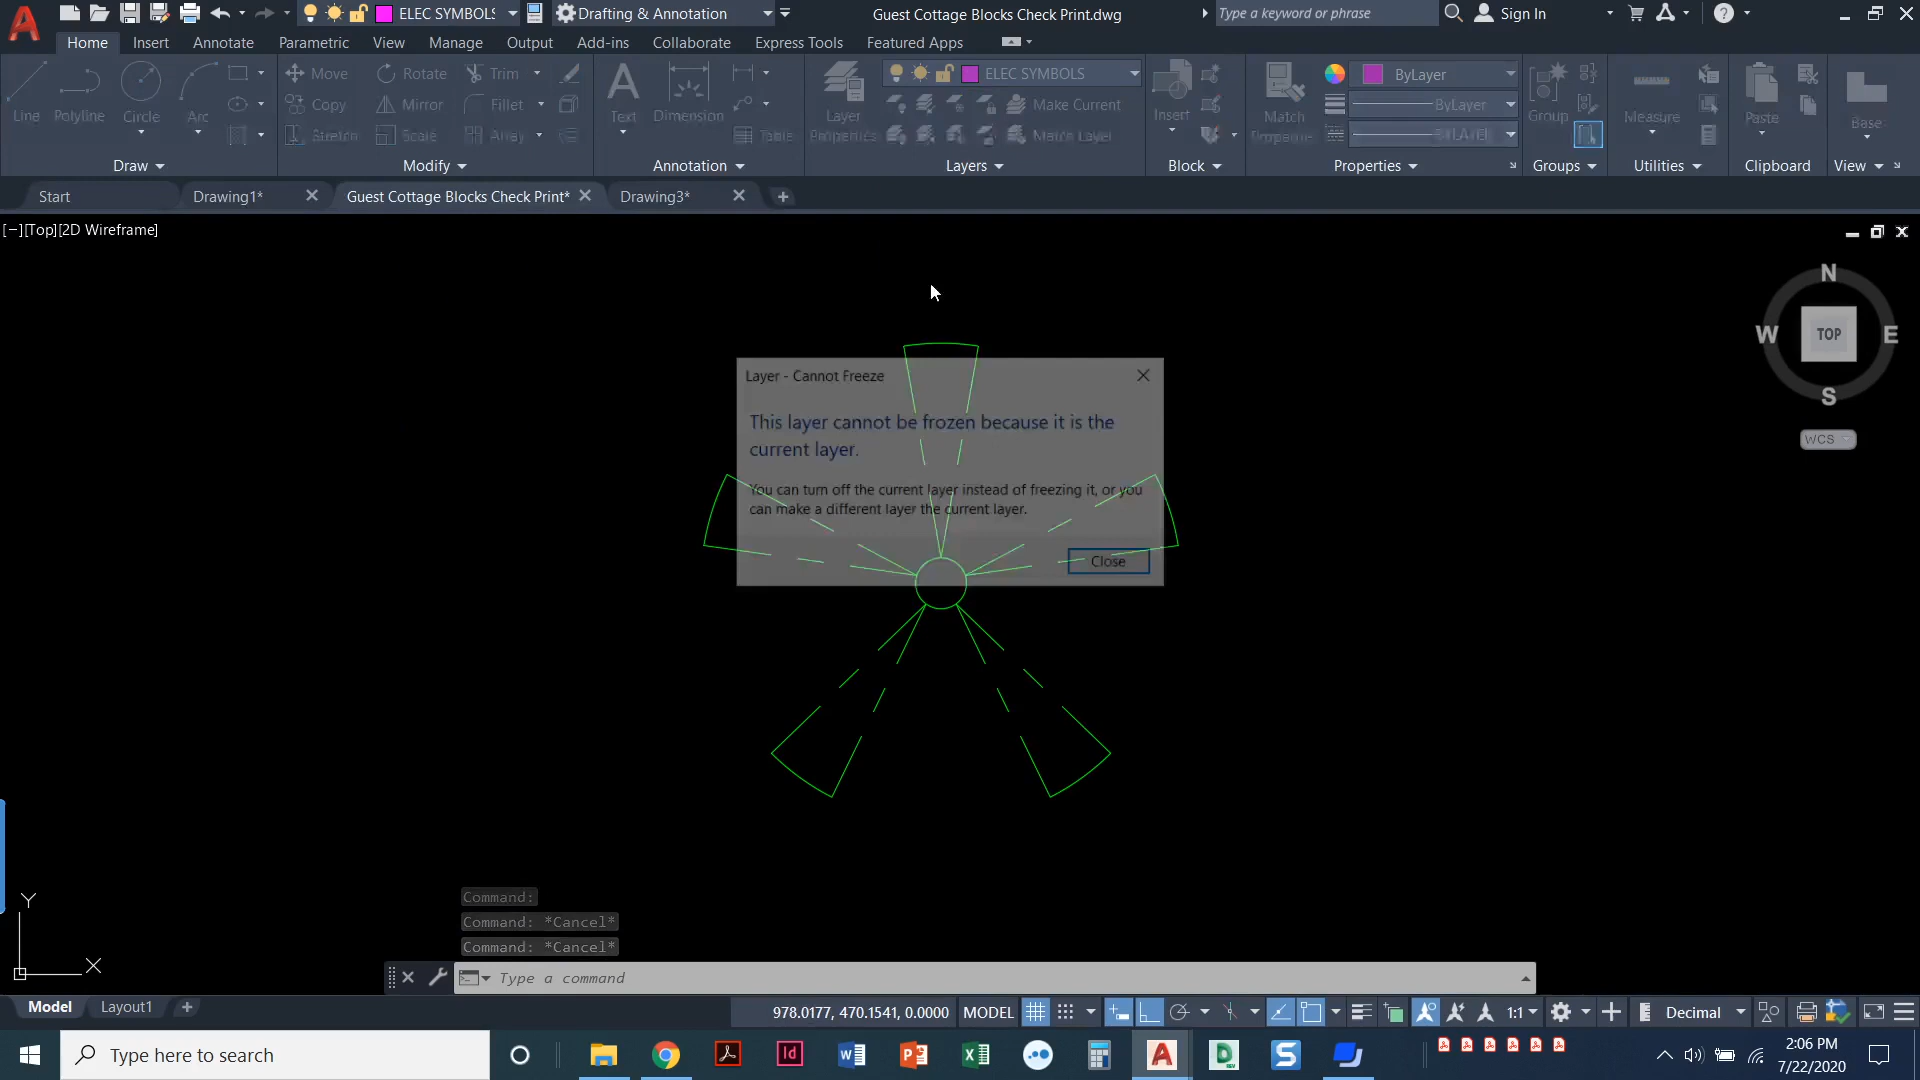 ELEC SYMBOLS
Drafting & Annotation
Guest Cottage Blocks Check Print.dwg
Type a keyword or phrase
Sign In
Home
Insert
Annotate
Parametric
View
Manage
Output
Add-ins
Collaborate
Express Tools
Featured Apps
Line
Polyline
Circle
Arc
Move
Rotate
Trim
Copy
Mirror
Fillet
Stretch
Scale
Array
Text
Dimension
Table
Layer
Properties
ELEC SYMBOLS
Make Current
Match Layer
Insert
Match
Properties
ByLayer
ByLayer
BYLAYER
Group
Measure
Paste
Base
Draw
Modify
Annotation
Layers
Block
Properties
Groups
Utilities
Clipboard
View
Start
Drawing1*
Guest Cottage Blocks Check Print*
Drawing3*
[−][Top][2D Wireframe]
N
W
TOP
E
S
WCS
Layer - Cannot Freeze
This layer cannot be frozen because it is the
current layer.
You can turn off the current layer instead of freezing it, or you
can make a different layer the current layer.
Close
Y
X
Command:
Command: *Cancel*
Command: *Cancel*
Type a command
Model
Layout1
978.0177, 470.1541, 0.0000
MODEL
1:1
Decimal
Type here to search
2:06 PM
7/22/2020